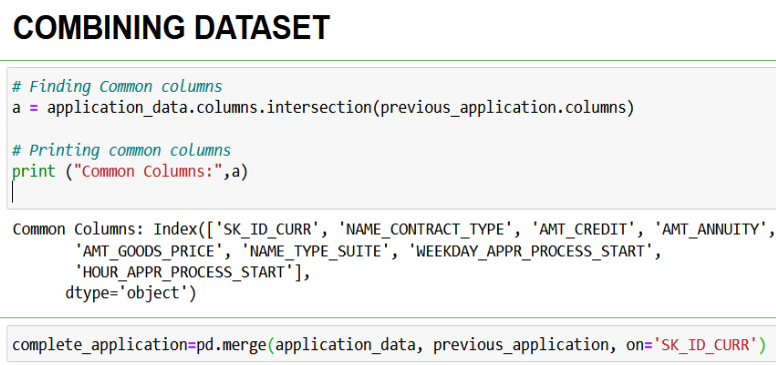 COMBINING DATASET
# Finding Common columns
a = application_data.columns.intersection(previous_application.columns)
# Printing common columns
print ("Common Columns:",a)
Common Columns: Index(['SK_ID_CURR', 'NAME_CONTRACT_TYPE', 'AMT_CREDIT', 'AMT_ANNUITY',
'AMT_GOODS_PRICE', 'NAME_TYPE_SUITE', 'WEEKDAY_APPR_PROCESS_START',
'HOUR_APPR_PROCESS_START'],
dtype='object')
complete_application=pd.merge(application_data, previous_application, on='SK_ID_CURR')